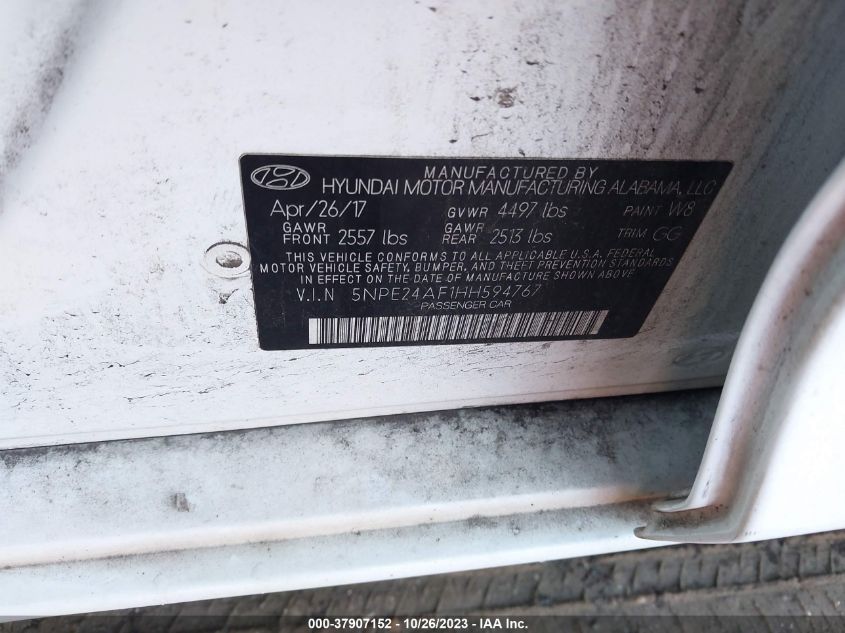 MANUFACTURED BY
HYUNDAI MOTOR MANUFACTURING ALABAMA, LLC
Apr/26/17 GVWR 4497 lbs PAINT W8
GAWR FRONT 2557 lbs GAWR REAR 2513 lbs TRIM GG
THIS VEHICLE CONFORMS TO ALL APPLICABLE U.S.A. FEDERAL
MOTOR VEHICLE SAFETY, BUMPER, AND THEFT PREVENTION STANDARDS
IN EFFECT ON THE DATE OF MANUFACTURE SHOWN ABOVE
V.I.N 5NPE24AF1HH594767
PASSENGER CAR
000-37907152 - 10/26/2023 - © Copyright 2023 - IAA Inc.